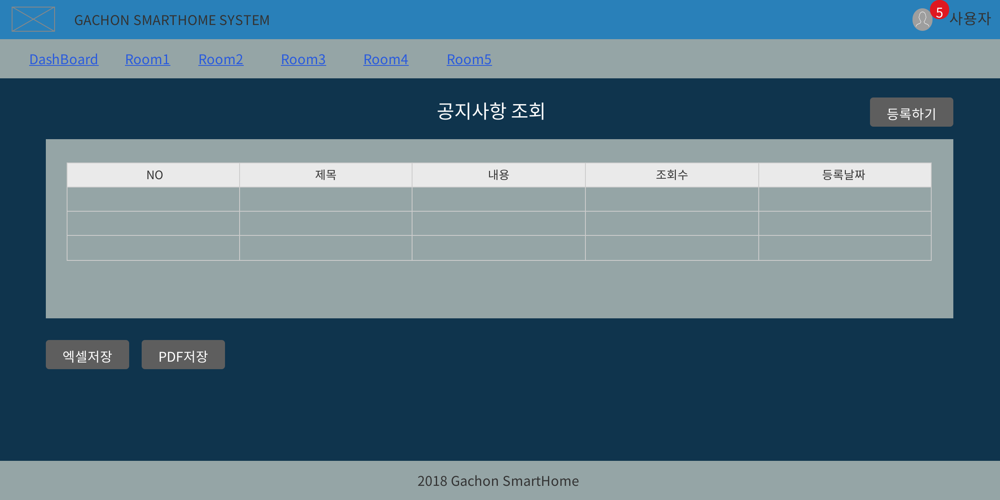 GACHON SMARTHOME SYSTEM
5
사용자
DashBoard Room1 Room2 Room3 Room4 Room5
공지사항 조회
등록하기
NO 제목 내용 조회수 등록날짜
엑셀저장 PDF저장
2018 Gachon SmartHome